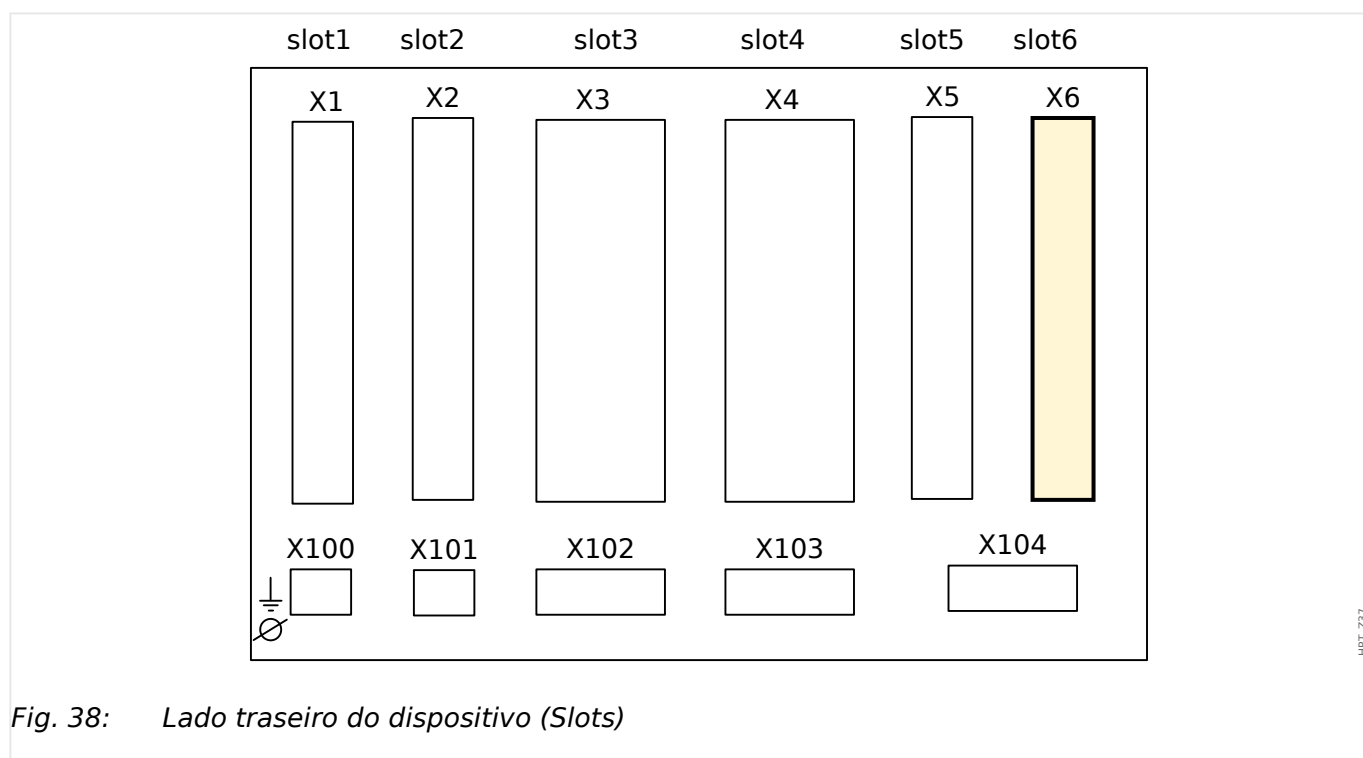 slot1 slot2 slot3 slot4 slot5 slot6
X1 X2 X3 X4 X5 X6
X100 X101 X102 X103 X104
Fig. 38: Lado traseiro do dispositivo (Slots)